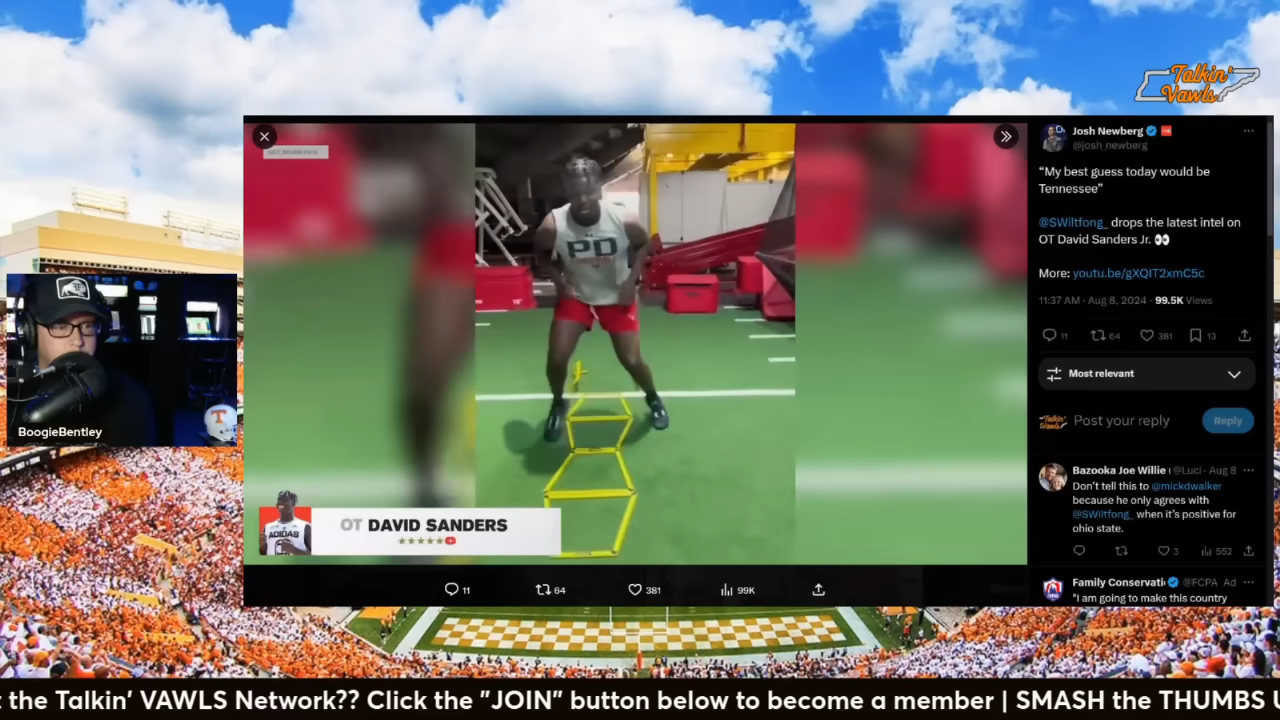 Talkin'
Vawls
Josh Newberg
@josh_newberg
“My best guess today would be
Tennessee”
@SWiltfong_ drops the latest intel on
OT David Sanders Jr. 👀
More: youtu.be/gXQIT2xmC5c
11:37 AM · Aug 8, 2024 · 99.5K Views
11 64 381 13
Most relevant
Post your reply
Reply
Bazooka Joe Willie @Luci · Aug 8
Don’t tell this to @mickdwalker
because he only agrees with
@SWiltfong_ when it’s positive for
ohio state.
3 552
Family Conservati @FCPA Ad
"I am going to make this country
PD
ADIDAS
OT DAVID SANDERS
11 64 381 99K
BoogieBentley
T
the Talkin' VAWLS Network?? Click the "JOIN" button below to become a member | SMASH the THUMBS